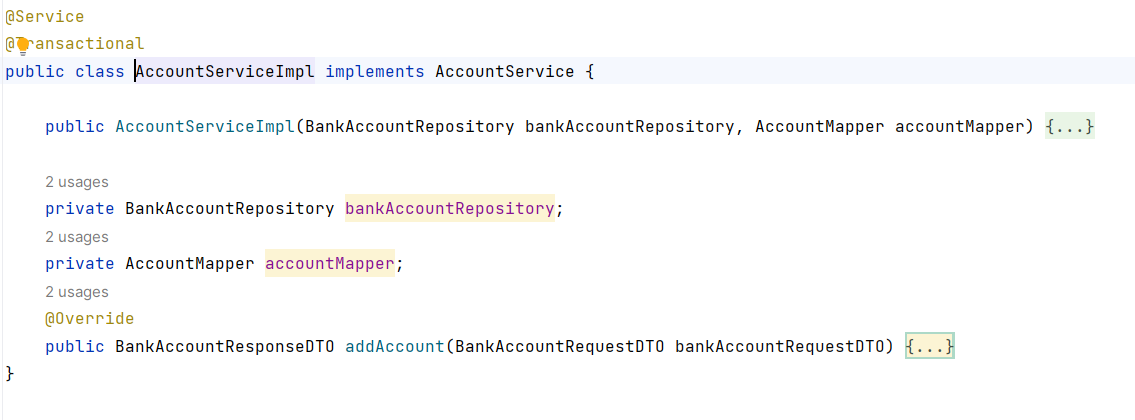 @Service
@Transactional
public class AccountServiceImpl implements AccountService {
public AccountServiceImpl(BankAccountRepository bankAccountRepository, AccountMapper accountMapper) {...}
2 usages
private BankAccountRepository bankAccountRepository;
2 usages
private AccountMapper accountMapper;
2 usages
@Override
public BankAccountResponseDTO addAccount(BankAccountRequestDTO bankAccountRequestDTO) {...}
}